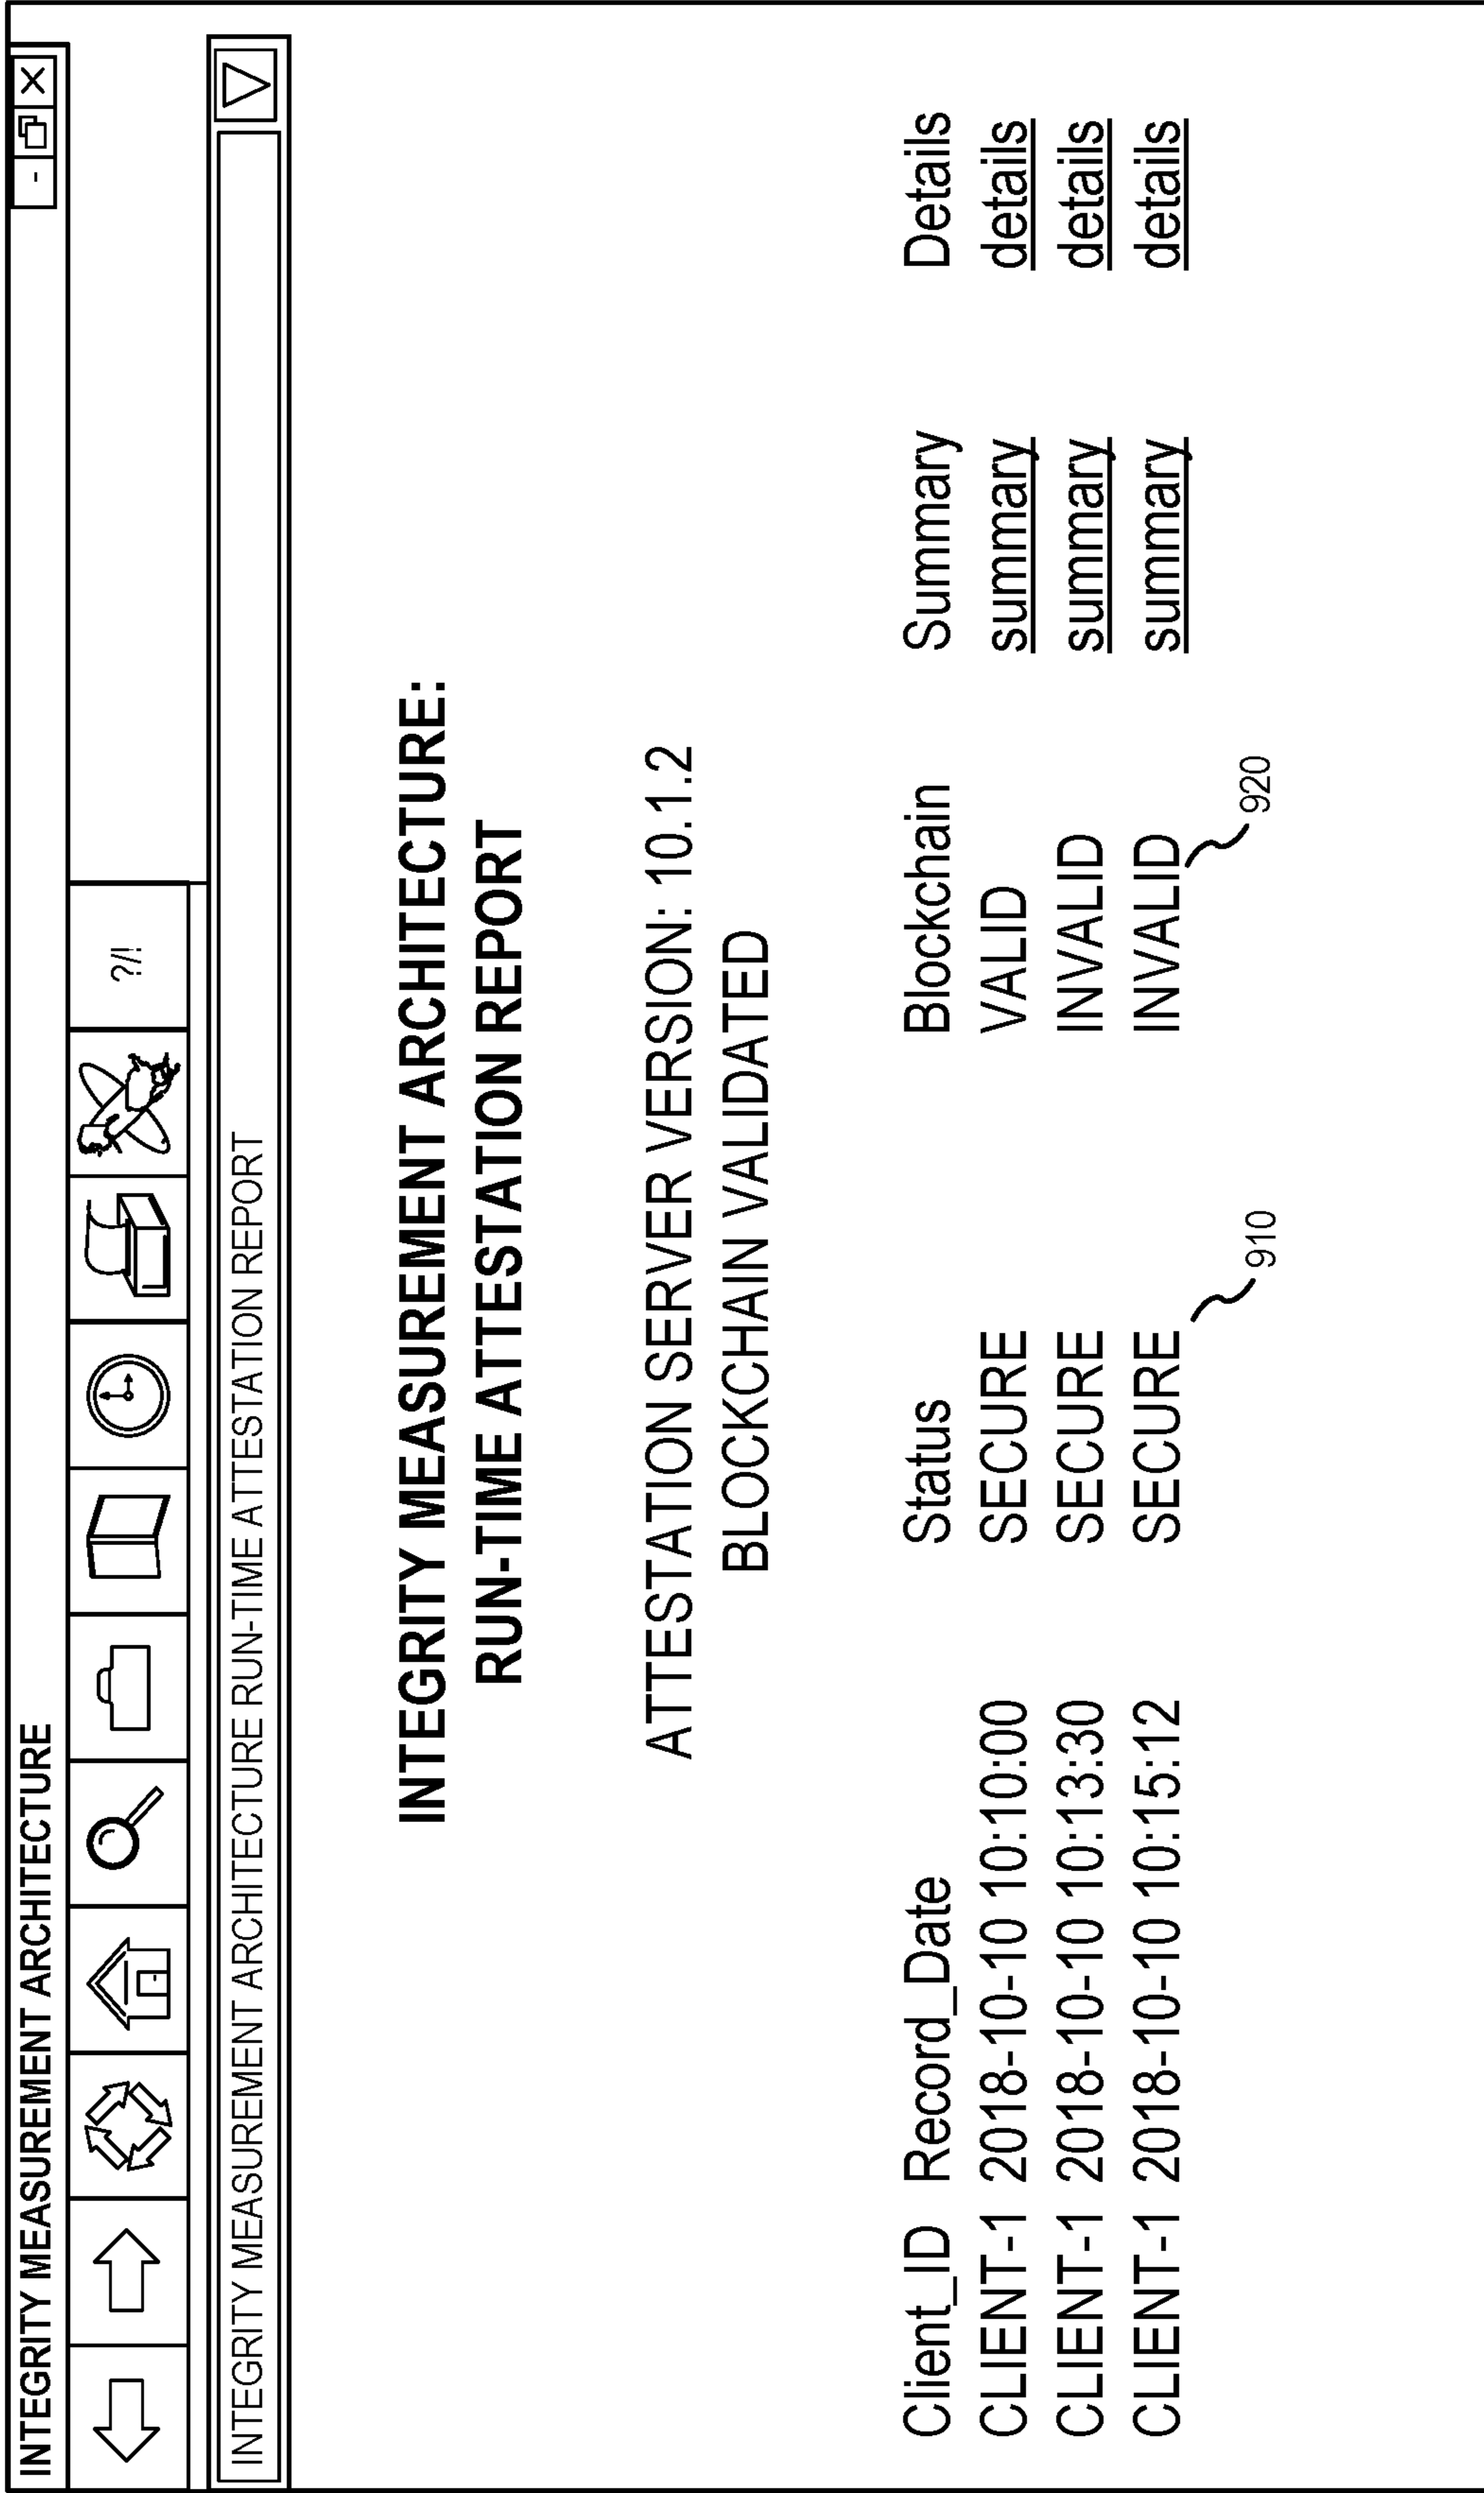 INTEGRITY MEASUREMENT ARCHITECTURE
- X
?/!
INTEGRITY MEASUREMENT ARCHITECTURE RUN-TIME ATTESTATION REPORT
INTEGRITY MEASUREMENT ARCHITECTURE:
RUN-TIME ATTESTATION REPORT
ATTESTATION SERVER VERSION: 10.1.2
BLOCKCHAIN VALIDATED
Client_ID Record_Date Status Blockchain Summary Details
CLIENT-1 2018-10-10 10:10:00 SECURE VALID summary details
CLIENT-1 2018-10-10 10:13:30 SECURE INVALID summary details
CLIENT-1 2018-10-10 10:15:12 SECURE INVALID summary details
910 920